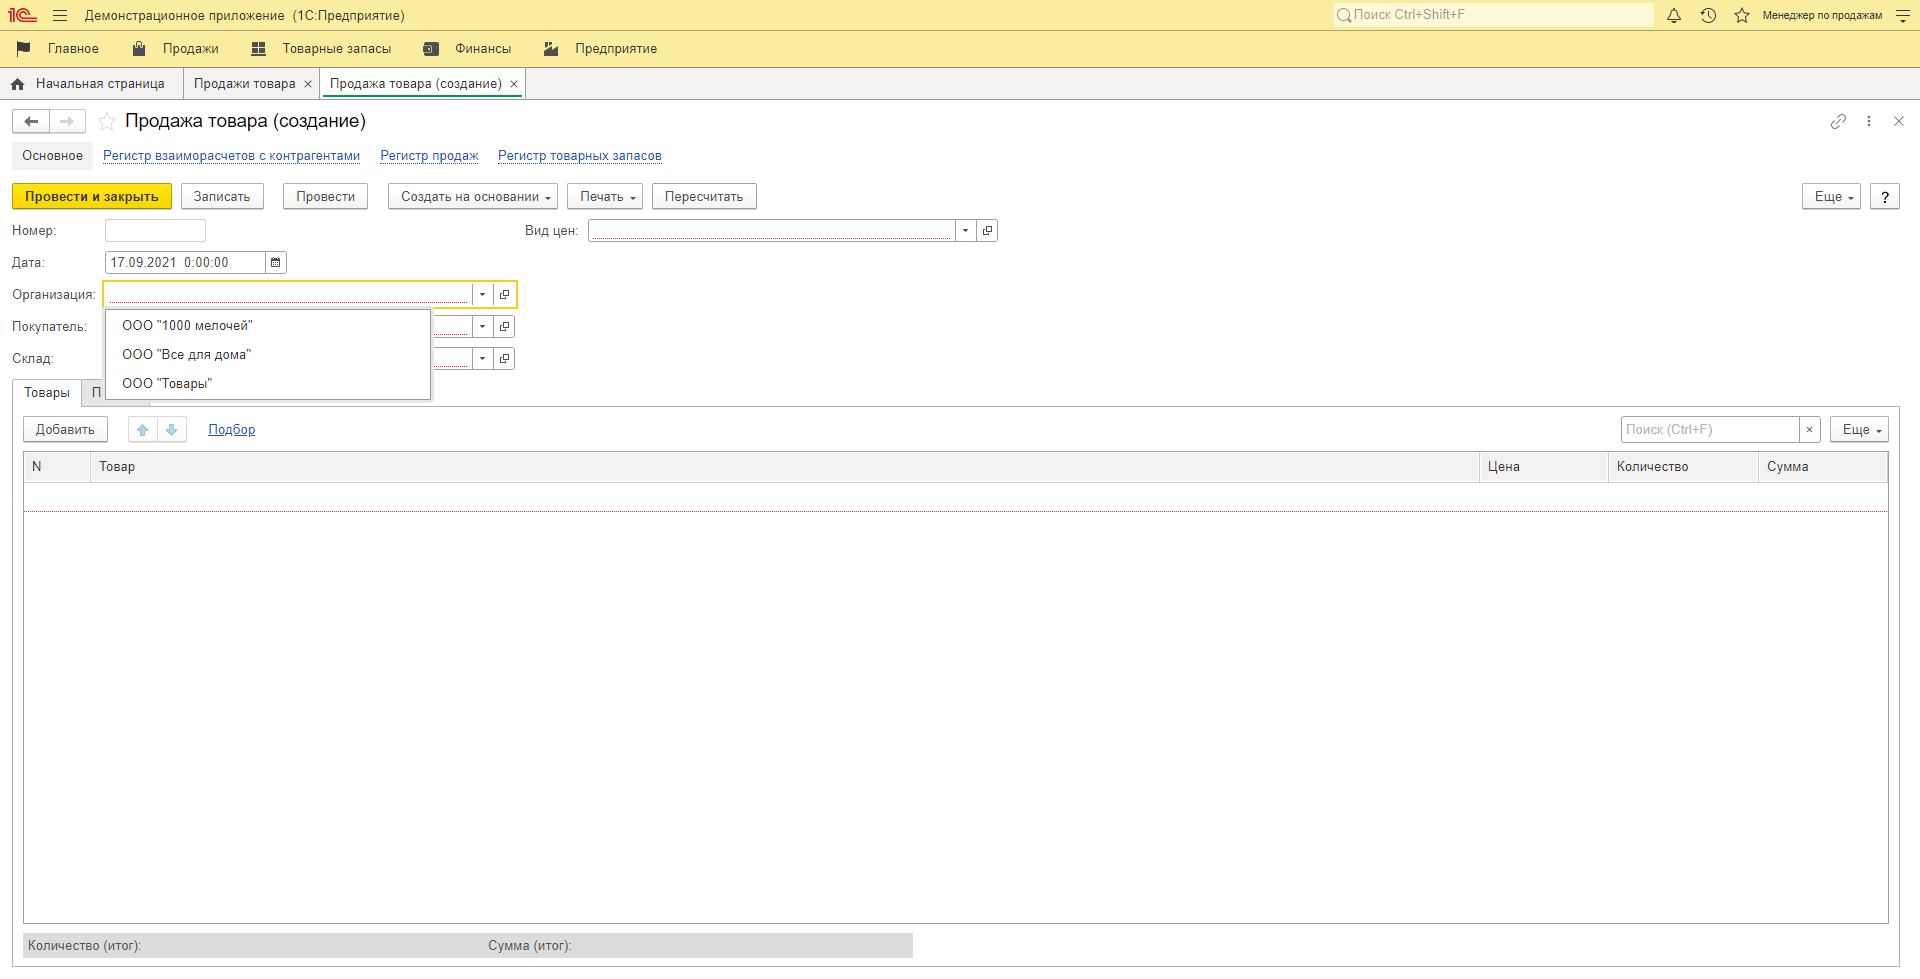 1С Демонстрационное приложение (1С:Предприятие) Поиск Ctrl+Shift+F Менеджер по продажам
Главное Продажи Товарные запасы Финансы Предприятие
Начальная страница Продажи товара × Продажа товара (создание) ×
Продажа товара (создание)
Основное Регистр взаиморасчетов с контрагентами Регистр продаж Регистр товарных запасов
Провести и закрыть Записать Провести Создать на основании Печать Пересчитать Еще ?
Номер: Вид цен:
Дата: 17.09.2021 0:00:00
Организация:
ООО "1000 мелочей"
Покупатель:
ООО "Все для дома"
Склад:
ООО "Товары"
Товары П
Добавить Подбор Поиск (Ctrl+F) × Еще
N Товар Цена Количество Сумма
Количество (итог): Сумма (итог):